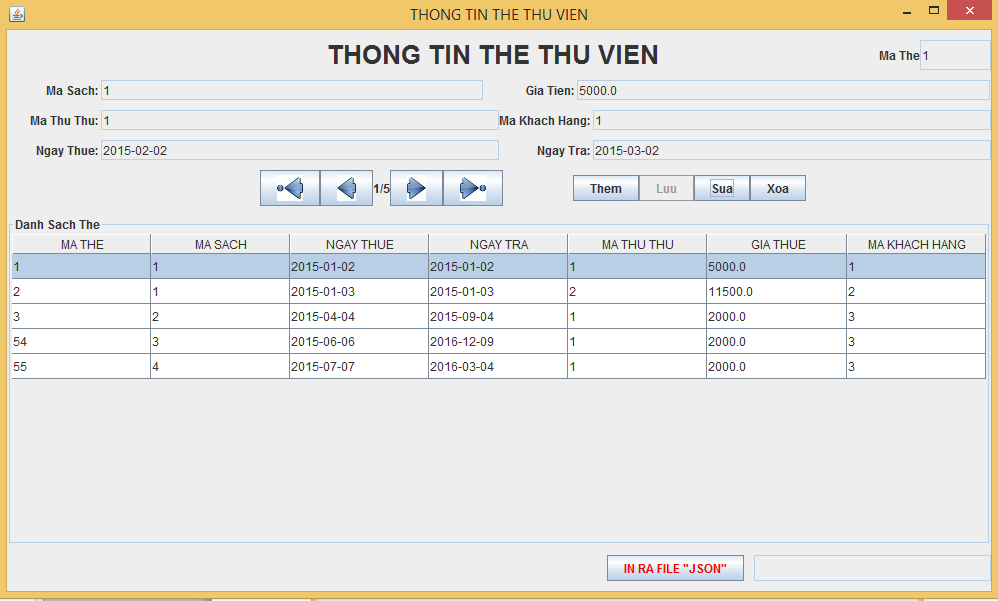 THONG TIN THE THU VIEN
THONG TIN THE THU VIEN
Ma The 1
Ma Sach: 1 Gia Tien: 5000.0
Ma Thu Thu: 1 Ma Khach Hang: 1
Ngay Thue: 2015-02-02 Ngay Tra: 2015-03-02
1/5 Them Luu Sua Xoa
Danh Sach The
MA THE MA SACH NGAY THUE NGAY TRA MA THU THU GIA THUE MA KHACH HANG
1 1 2015-01-02 2015-01-02 1 5000.0 1
2 1 2015-01-03 2015-01-03 2 11500.0 2
3 2 2015-04-04 2015-09-04 1 2000.0 3
54 3 2015-06-06 2016-12-09 1 2000.0 3
55 4 2015-07-07 2016-03-04 1 2000.0 3
IN RA FILE "JSON"